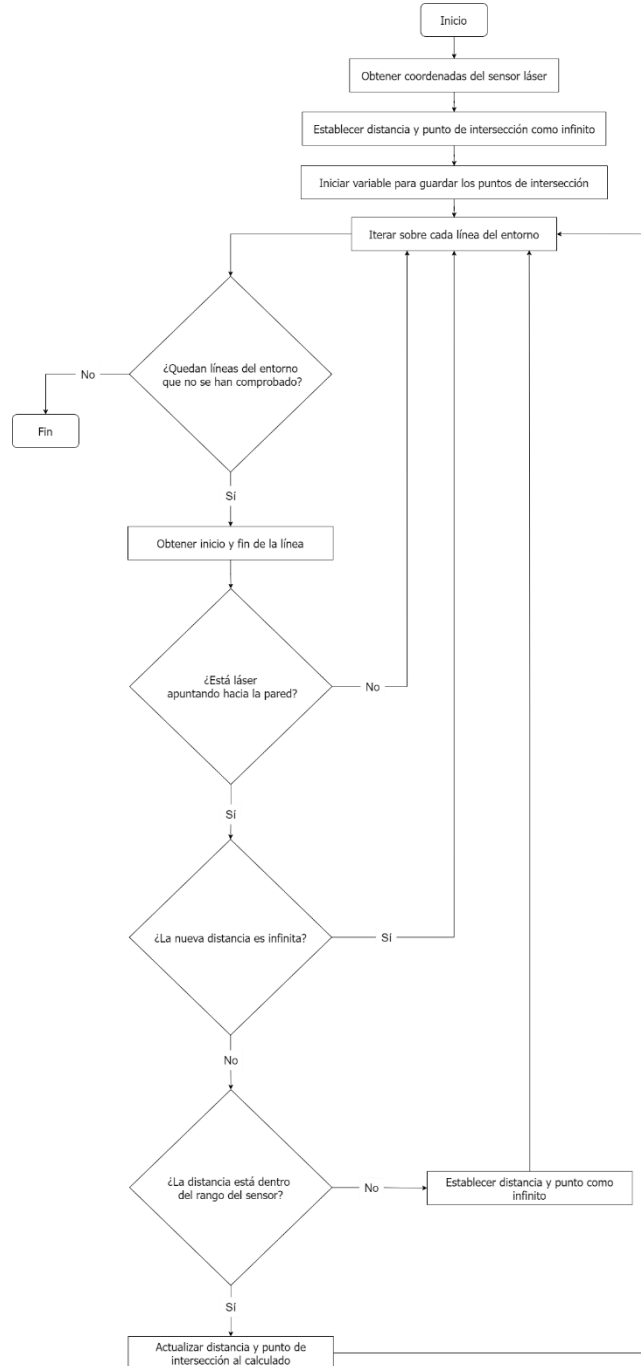 Inicio
Obtener coordenadas del sensor láser
Establecer distancia y punto de intersección como infinito
Iniciar variable para guardar los puntos de intersección
Iterar sobre cada línea del entorno
¿Quedan líneas del entorno
que no se han comprobado?
No
Fin
Sí
Obtener inicio y fin de la línea
¿Está láser
apuntando hacia la pared?
No
Sí
¿La nueva distancia es infinita?
Sí
No
¿La distancia está dentro
del rango del sensor?
No
Establecer distancia y punto como
infinito
Sí
Actualizar distancia y punto de
intersección al calculado